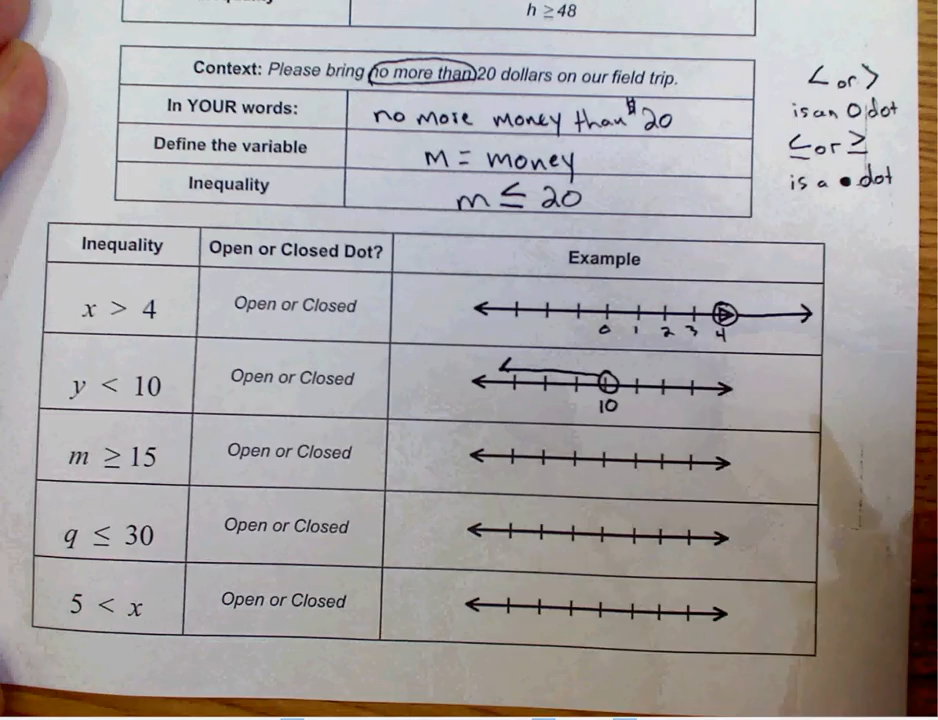 h ≥ 48
Context: Please bring no more than 20 dollars on our field trip.
In YOUR words:
no more money than $20
Define the variable
m = money
Inequality
m ≤ 20
< or >
is an O dot
≤ or ≥
is a ● dot
Inequality Open or Closed Dot? Example
x > 4 Open or Closed
0 1 2 3 4
y < 10 Open or Closed
10
m ≥ 15 Open or Closed
q ≤ 30 Open or Closed
5 < x Open or Closed